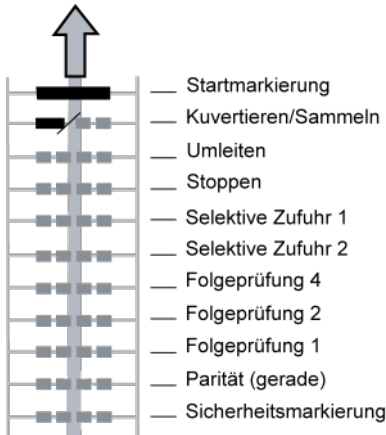 Startmarkierung
Kuvertieren/Sammeln
Umleiten
Stoppen
Selektive Zufuhr 1
Selektive Zufuhr 2
Folgeprüfung 4
Folgeprüfung 2
Folgeprüfung 1
Parität (gerade)
Sicherheitsmarkierung